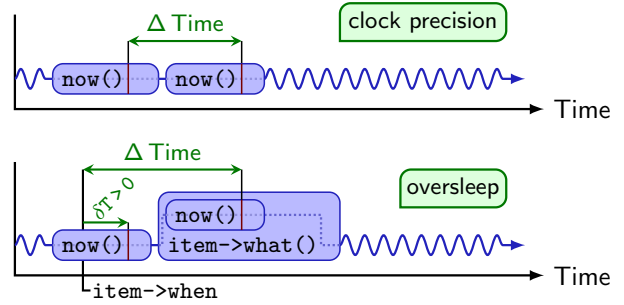 Δ Time
clock precision
now()
now()
Time
Δ Time
δT > 0
oversleep
now()
now()
item->what()
Time
item->when